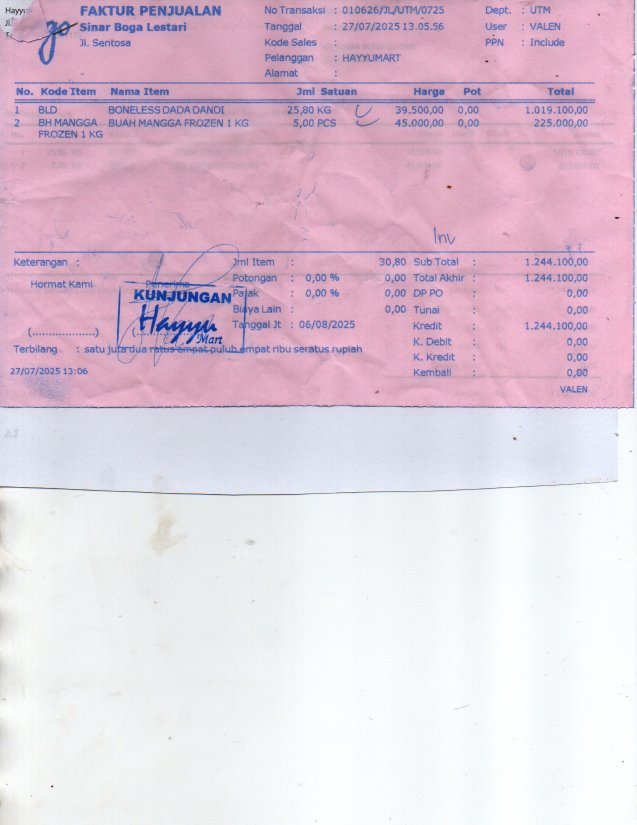 Hayyu
FAKTUR PENJUALAN
Sinar Boga Lestari
Jl. Sentosa
No Transaksi : 010626/JL/UTM/0725
Tanggal : 27/07/2025 13.05.56
Kode Sales :
Pelanggan : HAYYUMART
Alamat :
Dept. : UTM
User : VALEN
PPN : Include
No. Kode Item Nama Item Jml Satuan Harga Pot Total
1 BLD BONELESS DADA DANDI 25,80 KG 39.500,00 0,00 1.019.100,00
2 BH MANGGA BUAH MANGGA FROZEN 1 KG 5,00 PCS 45.000,00 0,00 225.000,00
FROZEN 1 KG
Inv
Keterangan :
Hormat Kami Penerima
(..................) (..................
KUNJUNGAN
Hayyu
Mart
Jml Item : 30,80
Potongan : 0,00 % 0,00
Pajak : 0,00 % 0,00
Biaya Lain : 0,00
Tanggal Jt : 06/08/2025
Sub Total : 1.244.100,00
Total Akhir : 1.244.100,00
DP PO : 0,00
Tunai : 0,00
Kredit : 1.244.100,00
K. Debit : 0,00
K. Kredit : 0,00
Kembali : 0,00
Terbilang : satu juta dua ratus empat puluh empat ribu seratus rupiah
27/07/2025 13:06
VALEN